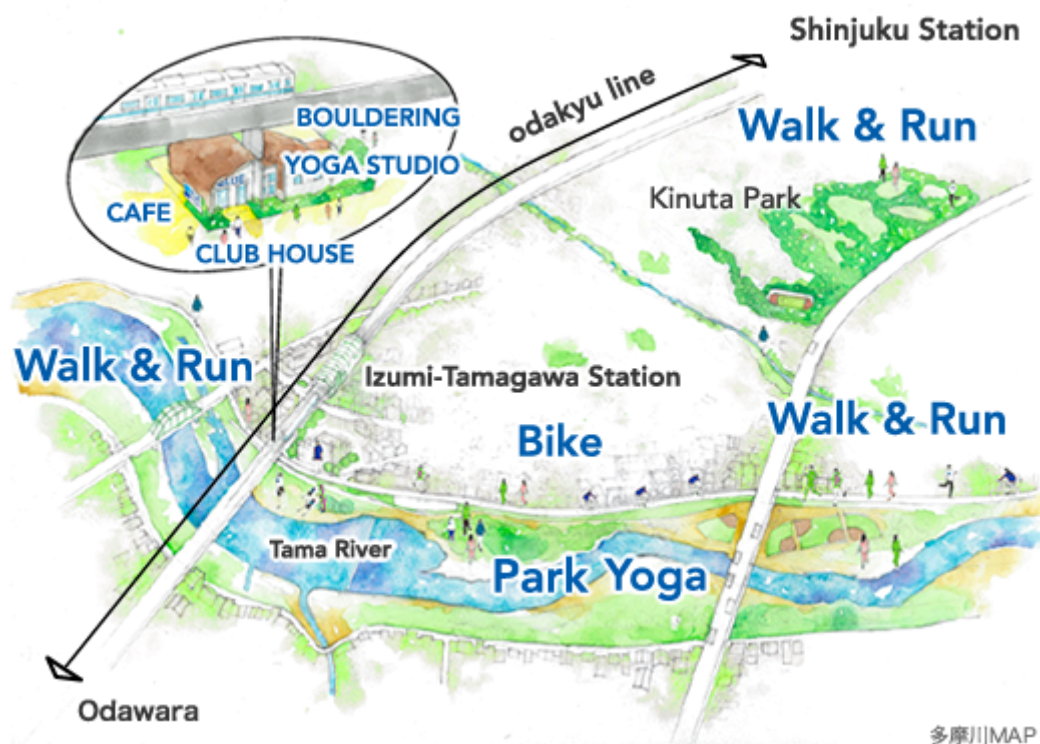 Shinjuku Station
odakyu line
BOULDERING
YOGA STUDIO
BLUE
CAFE
CLUB HOUSE
Walk & Run
Kinuta Park
Walk & Run
Izumi-Tamagawa Station
Walk & Run
Bike
Tama River
Park Yoga
Odawara
多摩川MAP